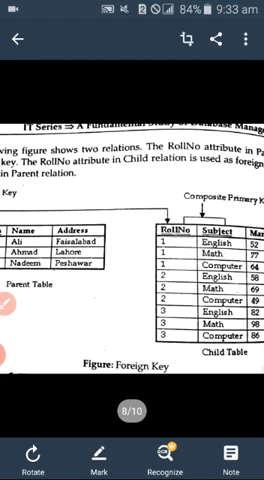 84% 9:33 am
IT Series ⇒ A Fundamental Study of Database Manag
ving figure shows two relations. The RollNo attribute in Pa
key. The RollNo attribute in Child relation is used as foreign
in Parent relation.
Key
Composite Primary K
Name Address
Ali Faisalabad
Ahmad Lahore
Nadeem Peshawar
Parent Table
RollNo Subject Mar
1 English 52
1 Math 77
1 Computer 64
2 English 58
2 Math 69
2 Computer 49
3 English 82
3 Math 98
3 Computer 86
Child Table
Figure: Foreign Key
8/10
OCR
Rotate Mark Recognize Note